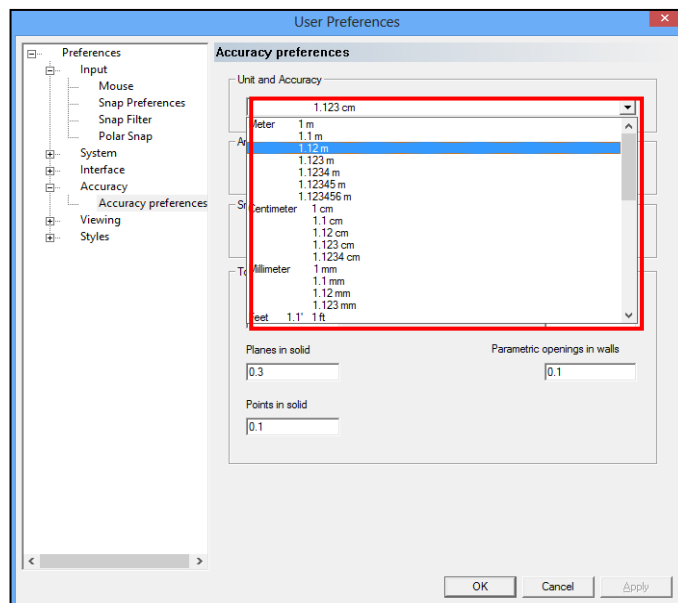 User Preferences
Preferences
Input
Mouse
Snap Preferences
Snap Filter
Polar Snap
System
Interface
Accuracy
Accuracy preferences
Viewing
Styles
Accuracy preferences
Unit and Accuracy
1.123 cm
Meter 1 m
1.1 m
1.12 m
1.123 m
1.1234 m
1.12345 m
1.123456 m
Centimeter 1 cm
1.1 cm
1.12 cm
1.123 cm
1.1234 cm
Millimeter 1 mm
1.1 mm
1.12 mm
1.123 mm
Feet 1.1' 1 ft
Planes in solid
Parametric openings in walls
0.3
0.1
Points in solid
0.1
OK Cancel Apply